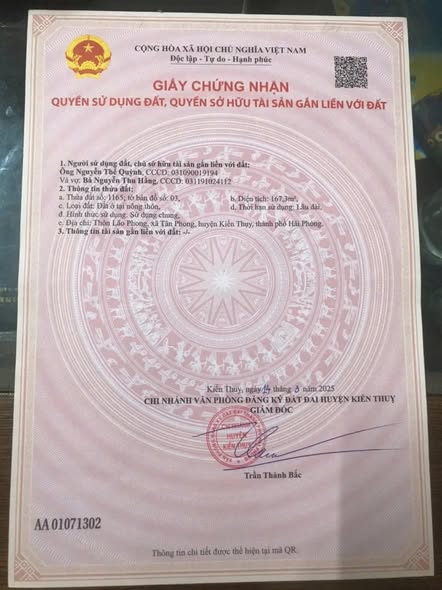 CỘNG HÒA XÃ HỘI CHỦ NGHĨA VIỆT NAM
Độc lập - Tự do - Hạnh phúc
GIẤY CHỨNG NHẬN
QUYỀN SỬ DỤNG ĐẤT, QUYỀN SỞ HỮU TÀI SẢN GẮN LIỀN VỚI ĐẤT
1. Người sử dụng đất, chủ sở hữu tài sản gắn liền với đất:
Ông Nguyễn Thế Quỳnh, CCCD: 031090019194
Và vợ: Bà Nguyễn Thu Hằng, CCCD: 031191024112
2. Thông tin thửa đất:
a. Thửa đất số: 1165; tờ bản đồ số: 03, b. Diện tích: 167,3m²,
c. Loại đất: Đất ở tại nông thôn, d. Thời hạn sử dụng: Lâu dài.
đ. Hình thức sử dụng: Sử dụng chung,
e. Địa chỉ: Thôn Lão Phong, xã Tân Phong, huyện Kiến Thụy, thành phố Hải Phòng.
3. Thông tin tài sản gắn liền với đất: -/-
Kiến Thụy, ngày 14 tháng 3 năm 2025
CHI NHÁNH VĂN PHÒNG ĐĂNG KÝ ĐẤT ĐAI HUYỆN KIẾN THỤY
GIÁM ĐỐC
CHI NHÁNH
HUYỆN
KIẾN THỤY
Trần Thành Bắc
AA 01071302
Thông tin chi tiết được thể hiện tại mã QR.